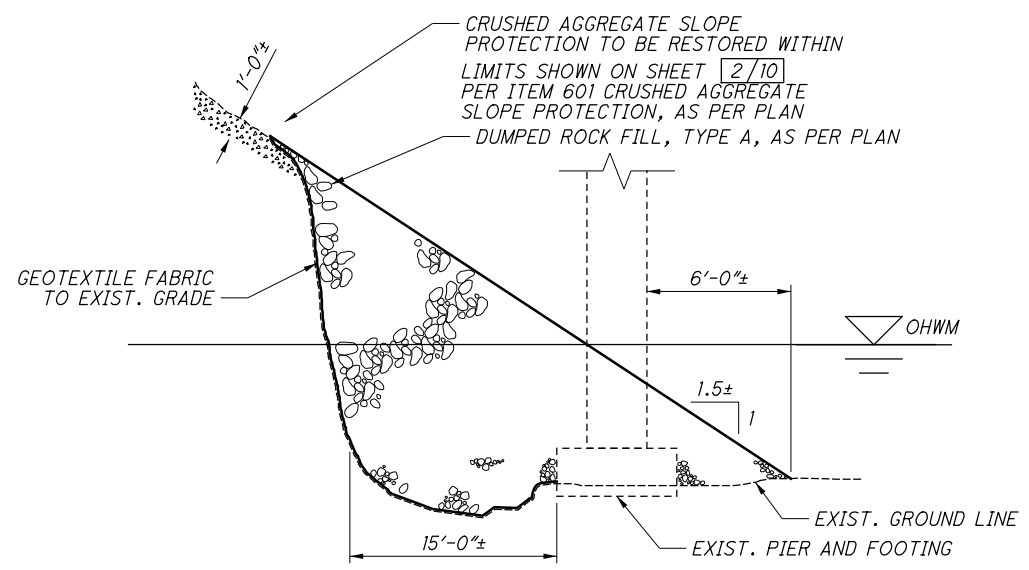 CRUSHED AGGREGATE SLOPE
PROTECTION TO BE RESTORED WITHIN
LIMITS SHOWN ON SHEET 2/10
PER ITEM 601 CRUSHED AGGREGATE
SLOPE PROTECTION, AS PER PLAN
DUMPED ROCK FILL, TYPE A, AS PER PLAN
1'-0"±
GEOTEXTILE FABRIC
TO EXIST. GRADE
6'-0"±
OHWM
1.5±
1
EXIST. GROUND LINE
15'-0"±
EXIST. PIER AND FOOTING